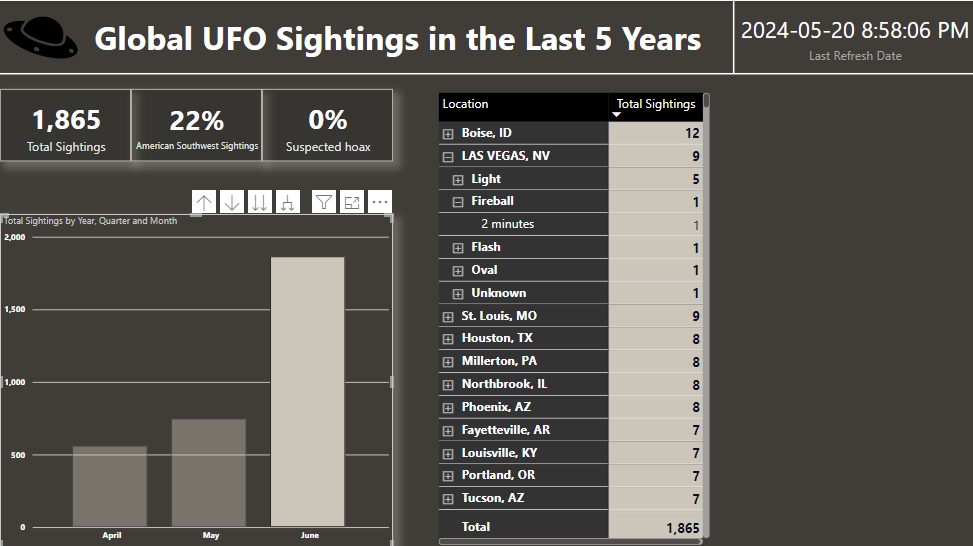 Global UFO Sightings in the Last 5 Years
2024-05-20 8:58:06 PM
Last Refresh Date
1,865
Total Sightings
22%
American Southwest Sightings
0%
Suspected hoax
Total Sightings by Year, Quarter and Month
2,000
1,500
1,000
500
0
April May June
Location Total Sightings
Boise, ID 12
LAS VEGAS, NV 9
Light 5
Fireball 1
2 minutes 1
Flash 1
Oval 1
Unknown 1
St. Louis, MO 9
Houston, TX 8
Millerton, PA 8
Northbrook, IL 8
Phoenix, AZ 8
Fayetteville, AR 7
Louisville, KY 7
Portland, OR 7
Tucson, AZ 7
Total 1,865